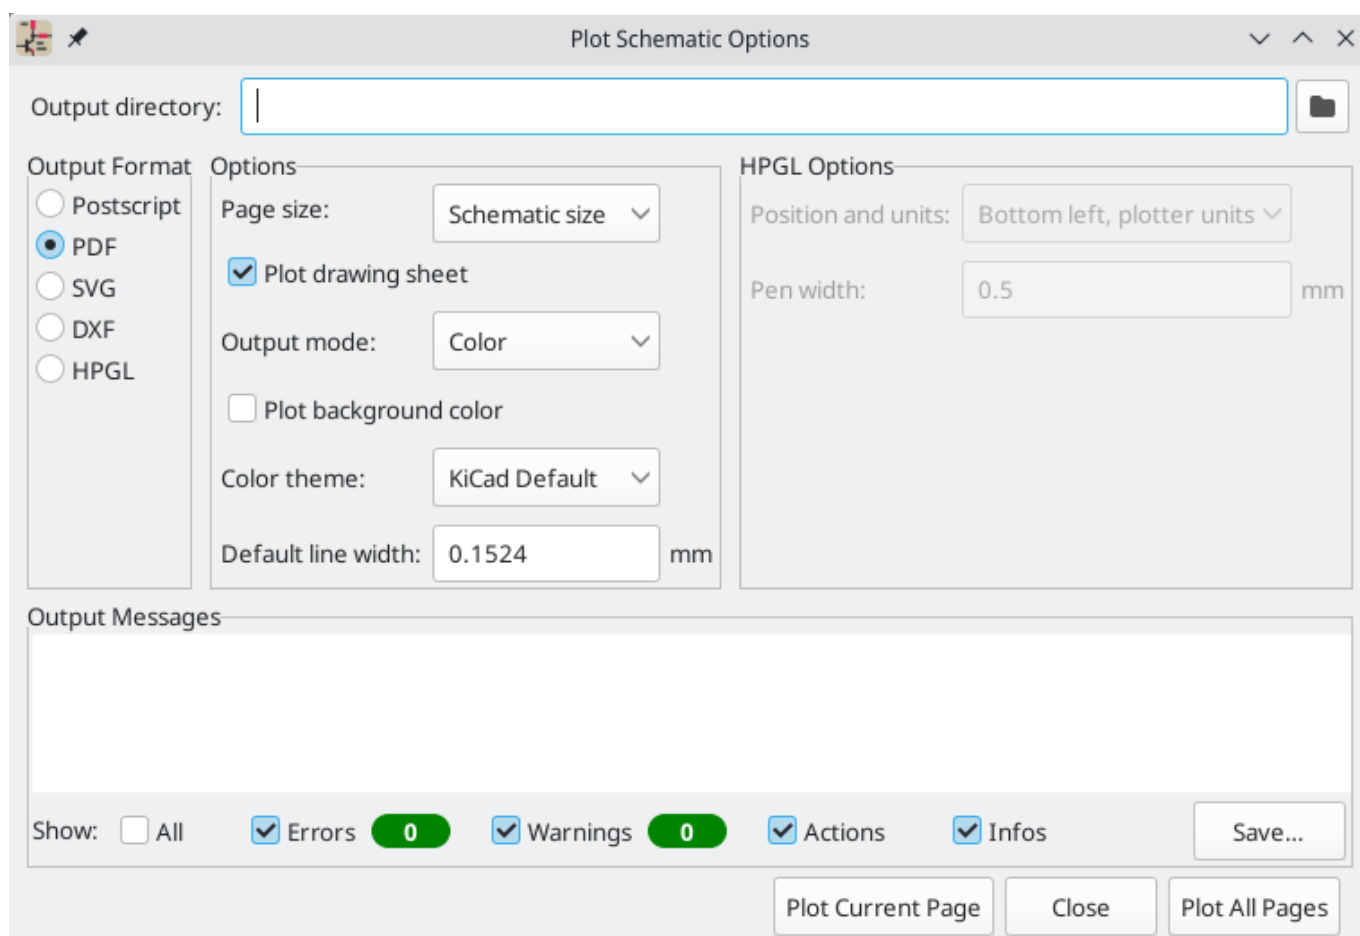 Plot Schematic Options
Output directory:
Output Format
Postscript
PDF
SVG
DXF
HPGL
Options
Page size: Schematic size
Plot drawing sheet
Output mode: Color
Plot background color
Color theme: KiCad Default
Default line width: 0.1524 mm
HPGL Options
Position and units: Bottom left, plotter units
Pen width: 0.5 mm
Output Messages
Show: All Errors 0 Warnings 0 Actions Infos Save...
Plot Current Page Close Plot All Pages